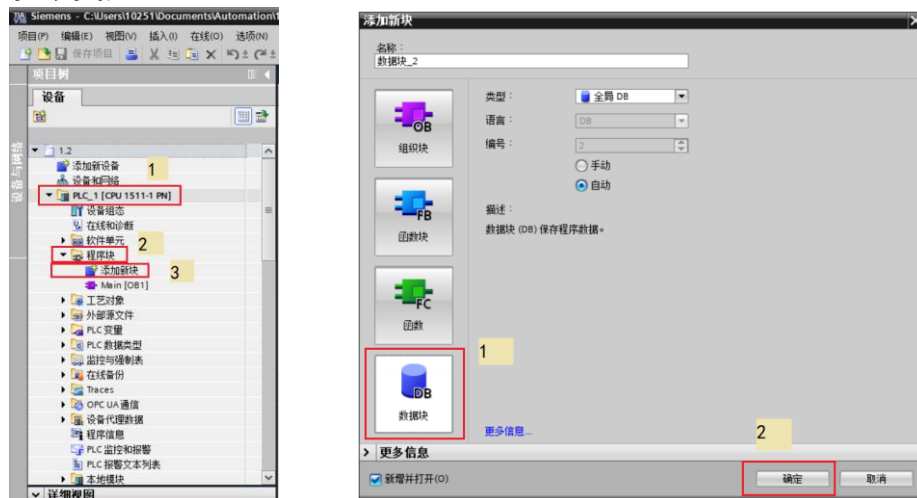 Siemens - C:\Users\10251\Documents\Automation\1
项目(P) 编辑(E) 视图(V) 插入(I) 在线(O) 选项(N)
保存项目
项目树
设备
设备与网络
1.2
添加新设备
1
设备和网络
PLC_1 [CPU 1511-1 PN]
设备组态
在线和诊断
软件单元
2
程序块
添加新块
3
Main [OB1]
工艺对象
外部源文件
PLC 变量
PLC 数据类型
监控与强制表
在线备份
Traces
OPC UA 通信
设备代理数据
程序信息
PLC 监控和报警
PLC 报警文本列表
本地模块
详细视图
添加新块
名称:
数据块_2
OB
组织块
FB
函数块
FC
函数
DB
数据块
类型:
全局 DB
语言:
DB
编号:
2
手动
自动
描述:
数据块 (DB) 保存程序数据。
1
更多信息...
2
更多信息
新增并打开(O)
确定
取消